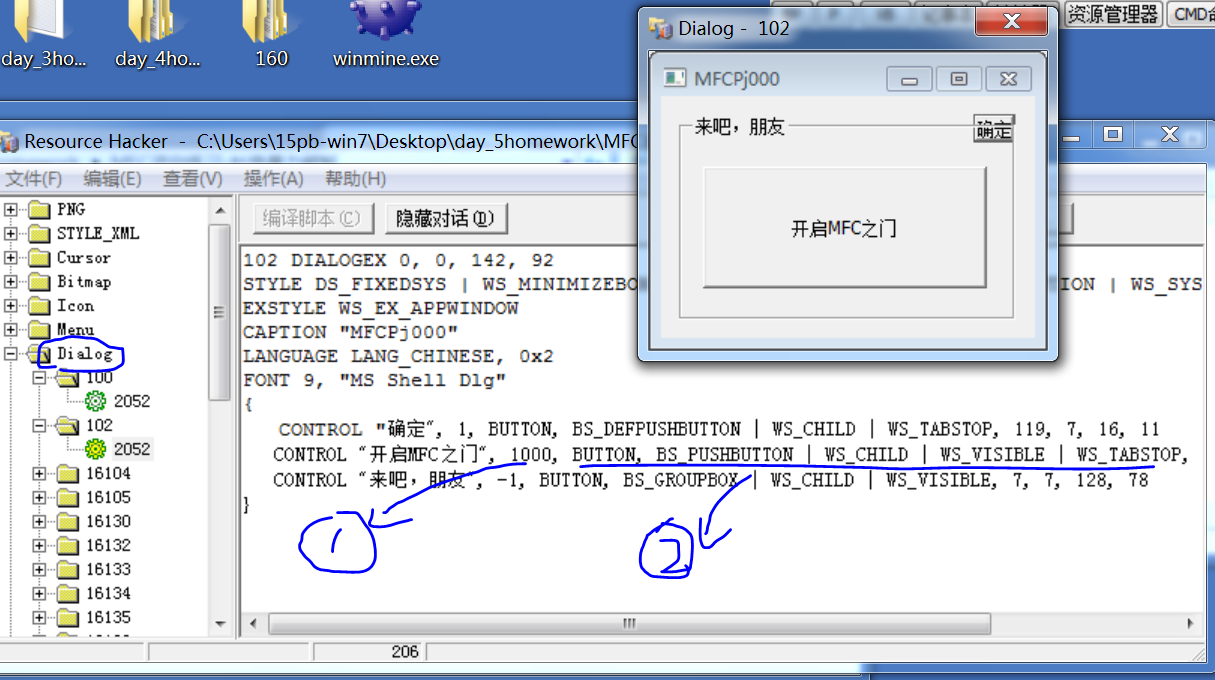 day_3ho...
day_4ho...
160
winmine.exe
资源管理器
CMD命
Dialog - 102
MFCPj000
来吧，朋友
确定
开启MFC之门
Resource Hacker - C:\Users\15pb-win7\Desktop\day_5homework\MFC
文件(F) 编辑(E) 查看(V) 操作(A) 帮助(H)
编译脚本(C) 隐藏对话(D)
PNG
STYLE_XML
Cursor
Bitmap
Icon
Menu
Dialog
100
2052
102
2052
16104
16105
16130
16132
16133
16134
16135
102 DIALOGEX 0, 0, 142, 92
STYLE DS_FIXEDSYS | WS_MINIMIZEBO ION | WS_SYS
EXSTYLE WS_EX_APPWINDOW
CAPTION "MFCPj000"
LANGUAGE LANG_CHINESE, 0x2
FONT 9, "MS Shell Dlg"
{
CONTROL "确定", 1, BUTTON, BS_DEFPUSHBUTTON | WS_CHILD | WS_TABSTOP, 119, 7, 16, 11
CONTROL "开启MFC之门", 1000, BUTTON, BS_PUSHBUTTON | WS_CHILD | WS_VISIBLE | WS_TABSTOP,
CONTROL "来吧，朋友", -1, BUTTON, BS_GROUPBOX | WS_CHILD | WS_VISIBLE, 7, 7, 128, 78
}
1
2
206